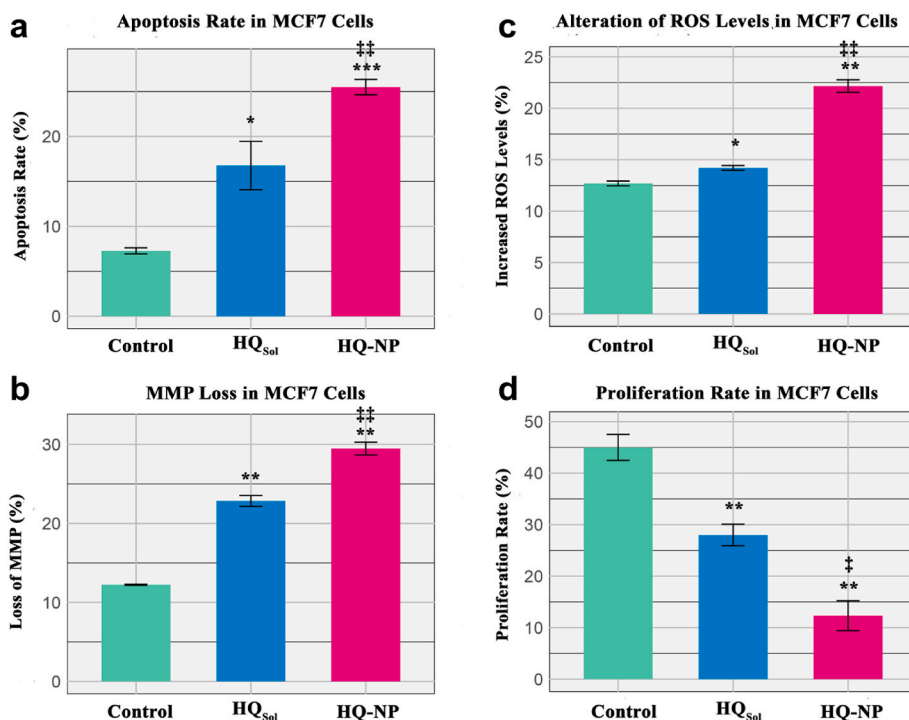 a
Apoptosis Rate in MCF7 Cells
Apoptosis Rate (%)
20
10
0
*
‡‡
***
Control
HQSol
HQ-NP
c
Alteration of ROS Levels in MCF7 Cells
Increased ROS Levels (%)
25
20
15
10
5
0
*
‡‡
**
Control
HQSol
HQ-NP
b
MMP Loss in MCF7 Cells
Loss of MMP (%)
30
20
10
0
**
‡‡
**
Control
HQSol
HQ-NP
d
Proliferation Rate in MCF7 Cells
Proliferation Rate (%)
50
40
30
20
10
0
**
‡
**
Control
HQSol
HQ-NP